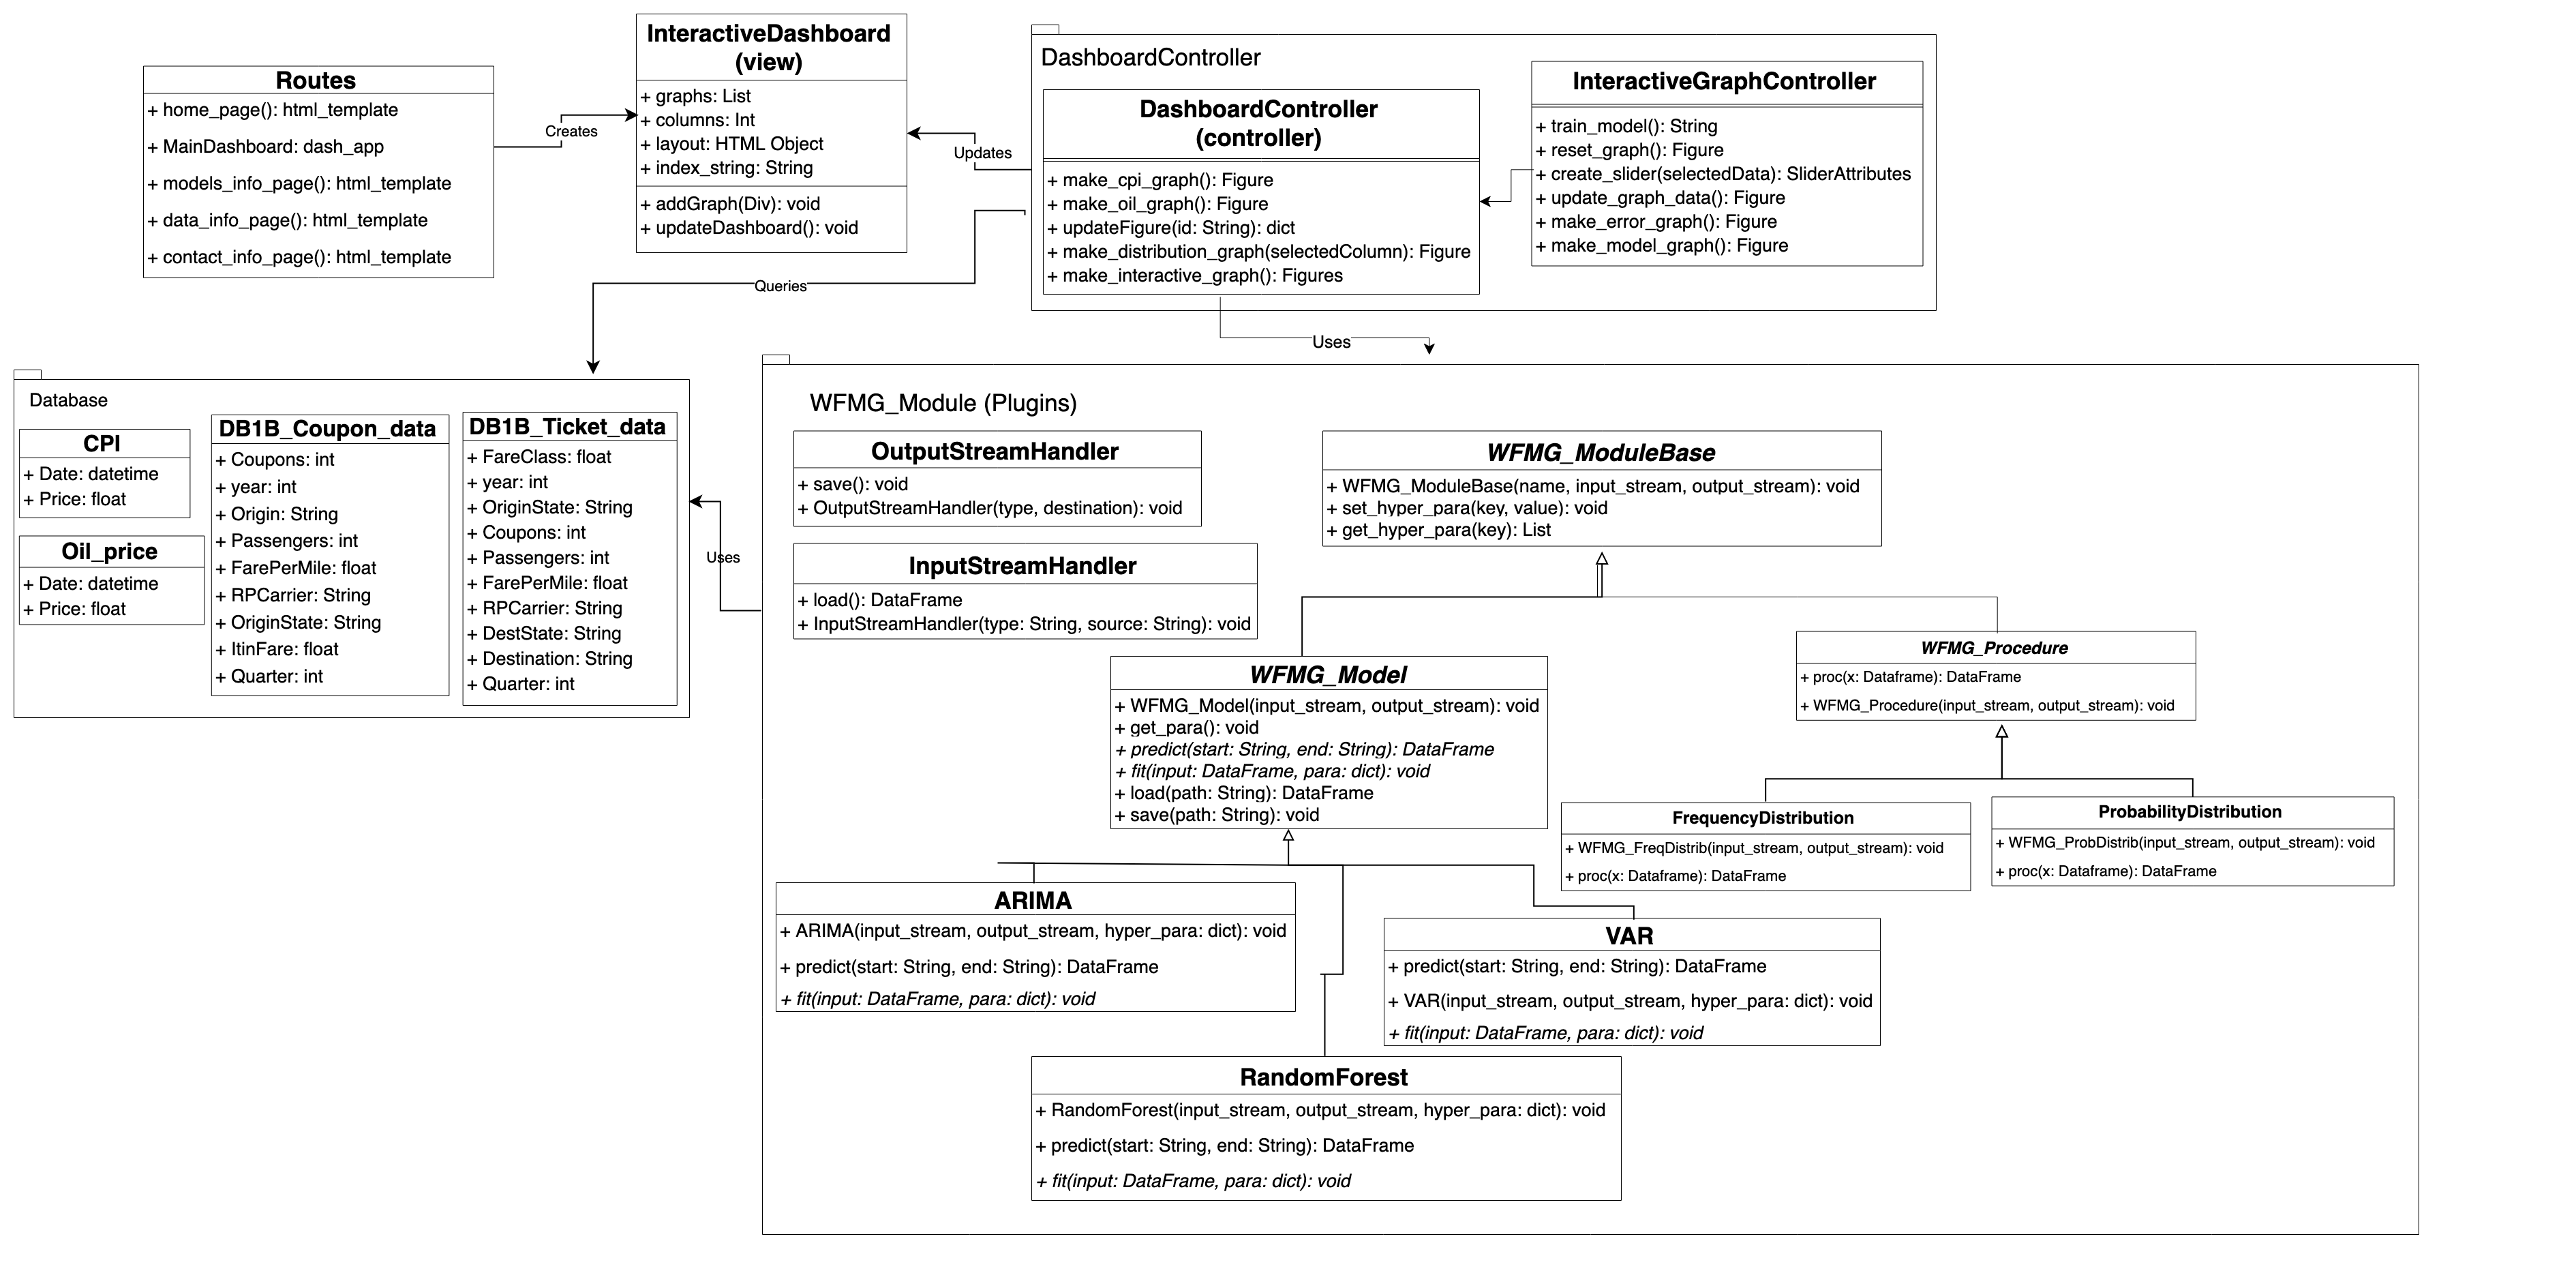 Routes
+ home_page(): html_template
+ MainDashboard: dash_app
+ models_info_page(): html_template
+ data_info_page(): html_template
+ contact_info_page(): html_template
Creates
InteractiveDashboard
(view)
+ graphs: List
+ columns: Int
+ layout: HTML Object
+ index_string: String
+ addGraph(Div): void
+ updateDashboard(): void
Updates
Queries
DashboardController
DashboardController
(controller)
+ make_cpi_graph(): Figure
+ make_oil_graph(): Figure
+ updateFigure(id: String): dict
+ make_distribution_graph(selectedColumn): Figure
+ make_interactive_graph(): Figures
InteractiveGraphController
+ train_model(): String
+ reset_graph(): Figure
+ create_slider(selectedData): SliderAttributes
+ update_graph_data(): Figure
+ make_error_graph(): Figure
+ make_model_graph(): Figure
Uses
Database
CPI
+ Date: datetime
+ Price: float
Oil_price
+ Date: datetime
+ Price: float
DB1B_Coupon_data
+ Coupons: int
+ year: int
+ Origin: String
+ Passengers: int
+ FarePerMile: float
+ RPCarrier: String
+ OriginState: String
+ ItinFare: float
+ Quarter: int
DB1B_Ticket_data
+ FareClass: float
+ year: int
+ OriginState: String
+ Coupons: int
+ Passengers: int
+ FarePerMile: float
+ RPCarrier: String
+ DestState: String
+ Destination: String
+ Quarter: int
Uses
WFMG_Module (Plugins)
OutputStreamHandler
+ save(): void
+ OutputStreamHandler(type, destination): void
InputStreamHandler
+ load(): DataFrame
+ InputStreamHandler(type: String, source: String): void
WFMG_ModuleBase
+ WFMG_ModuleBase(name, input_stream, output_stream): void
+ set_hyper_para(key, value): void
+ get_hyper_para(key): List
WFMG_Model
+ WFMG_Model(input_stream, output_stream): void
+ get_para(): void
+ predict(start: String, end: String): DataFrame
+ fit(input: DataFrame, para: dict): void
+ load(path: String): DataFrame
+ save(path: String): void
WFMG_Procedure
+ proc(x: Dataframe): DataFrame
+ WFMG_Procedure(input_stream, output_stream): void
FrequencyDistribution
+ WFMG_FreqDistrib(input_stream, output_stream): void
+ proc(x: Dataframe): DataFrame
ProbabilityDistribution
+ WFMG_ProbDistrib(input_stream, output_stream): void
+ proc(x: Dataframe): DataFrame
ARIMA
+ ARIMA(input_stream, output_stream, hyper_para: dict): void
+ predict(start: String, end: String): DataFrame
+ fit(input: DataFrame, para: dict): void
VAR
+ predict(start: String, end: String): DataFrame
+ VAR(input_stream, output_stream, hyper_para: dict): void
+ fit(input: DataFrame, para: dict): void
RandomForest
+ RandomForest(input_stream, output_stream, hyper_para: dict): void
+ predict(start: String, end: String): DataFrame
+ fit(input: DataFrame, para: dict): void